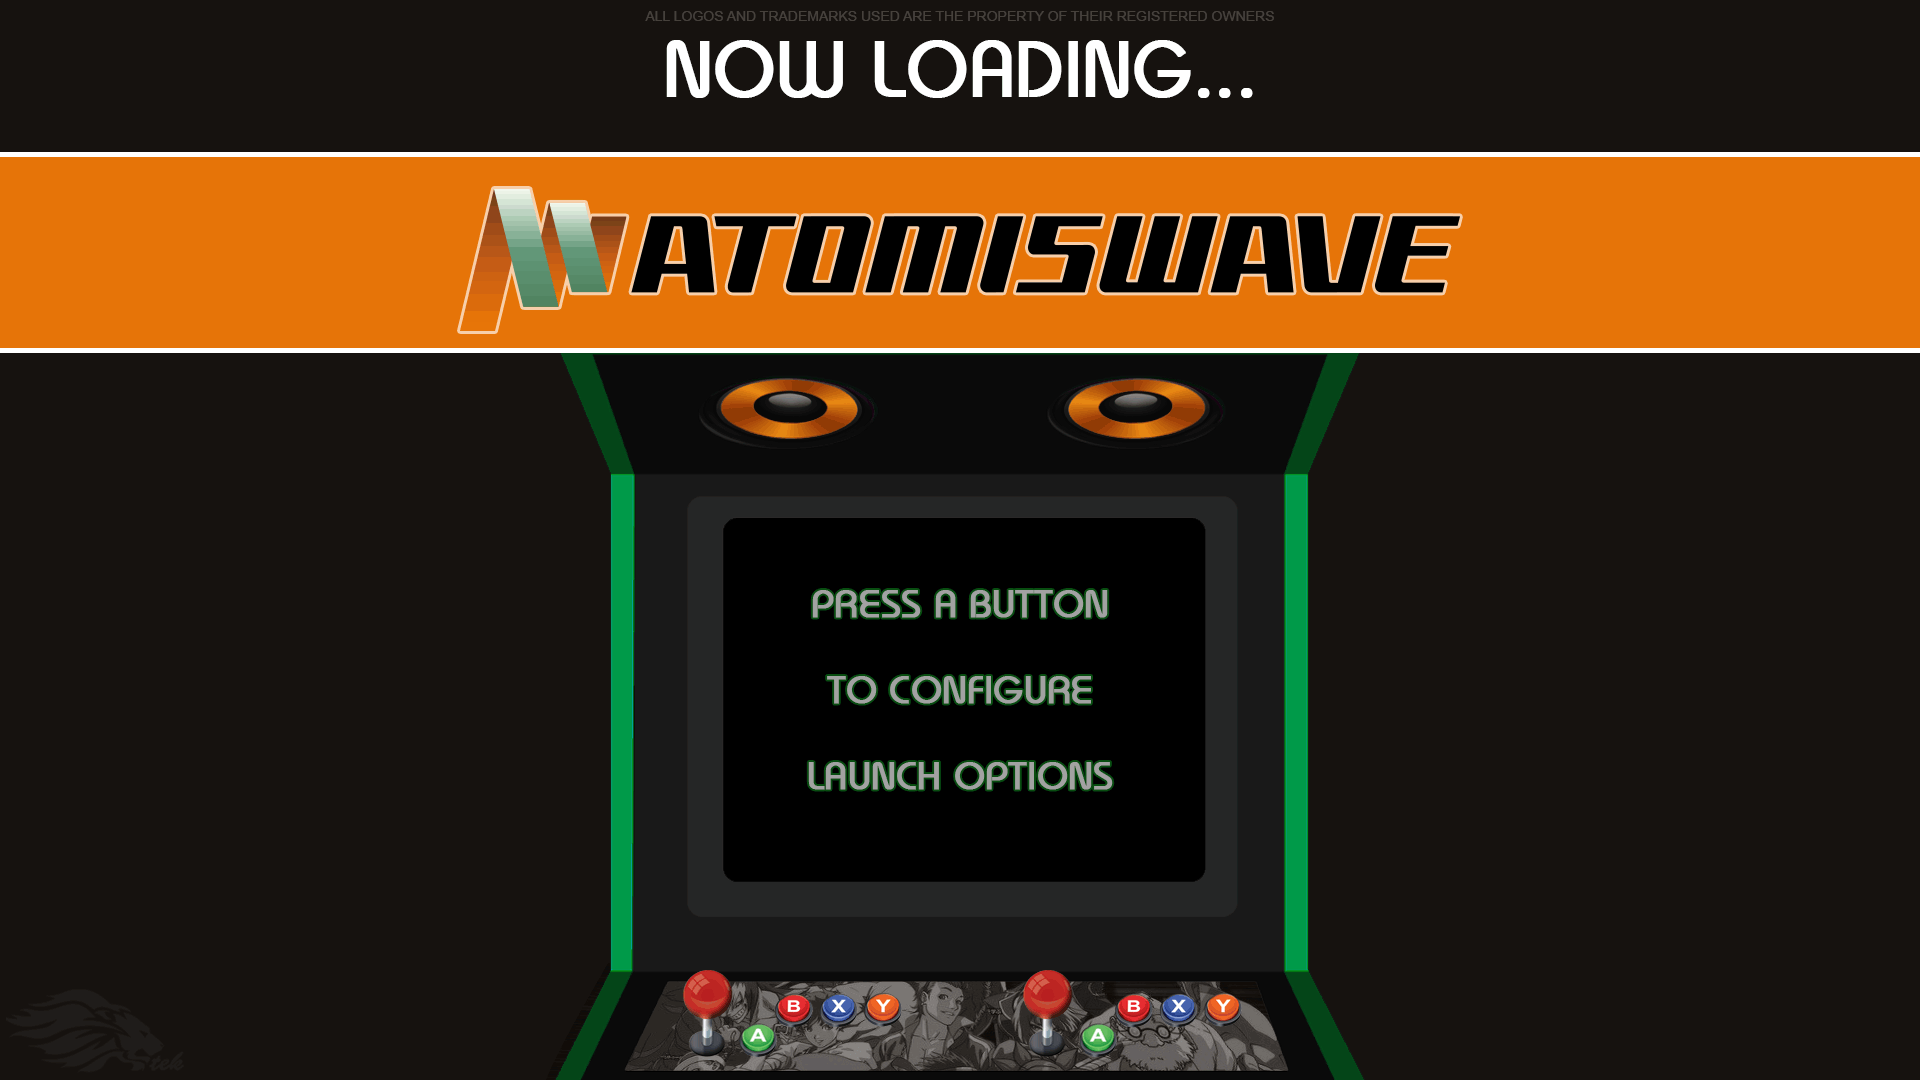 ALL LOGOS AND TRADEMARKS USED ARE THE PROPERTY OF THEIR REGISTERED OWNERS
NOW LOADING...
ATOMISWAVE
PRESS A BUTTON
TO CONFIGURE
LAUNCH OPTIONS
B X Y B X Y
A A
tek